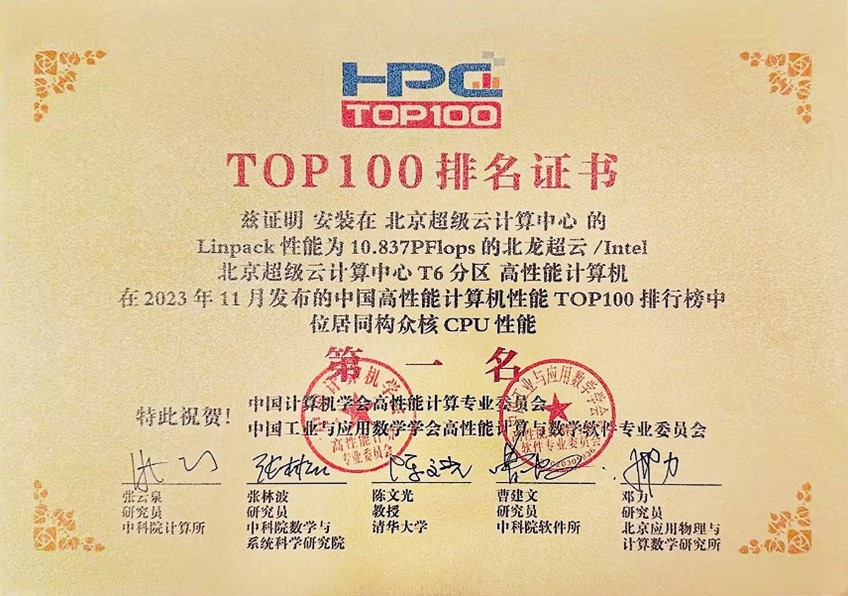 HPC
TOP100
TOP100排名证书
兹证明 安装在 北京超级云计算中心 的
Linpack 性能为 10.837PFlops 的北龙超云 /Intel
北京超级云计算中心 T6 分区 高性能计算机
在 2023 年 11 月发布的中国高性能计算机性能 TOP100 排行榜中
位居同构众核 CPU 性能
第一名
特此祝贺！
中国计算机学会高性能计算专业委员会
中国工业与应用数学学会高性能计算与数学软件专业委员会
张云泉
研究员
中科院计算所
张林波
研究员
中科院数学与
系统科学研究院
陈文光
教授
清华大学
曹建文
研究员
中科院软件所
邓力
研究员
北京应用物理与
计算数学研究所